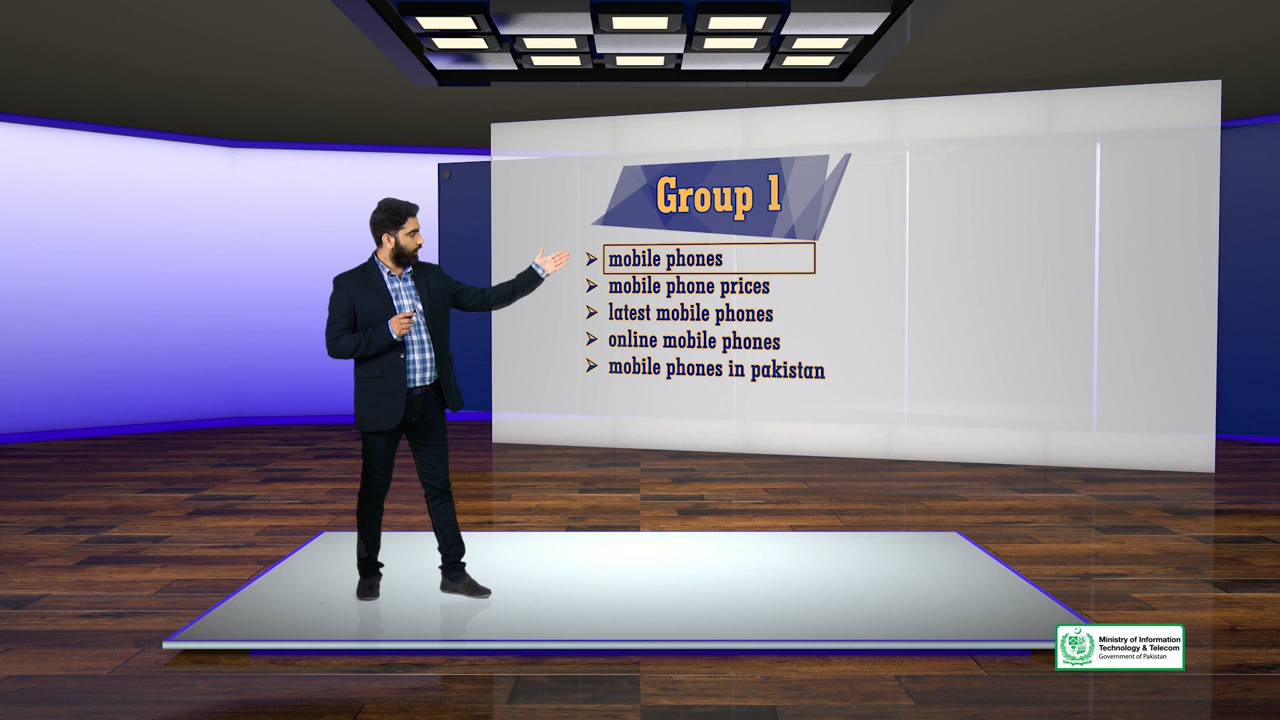 Group 1
mobile phones
mobile phone prices
latest mobile phones
online mobile phones
mobile phones in pakistan
Ministry of Information
Technology & Telecom
Government of Pakistan